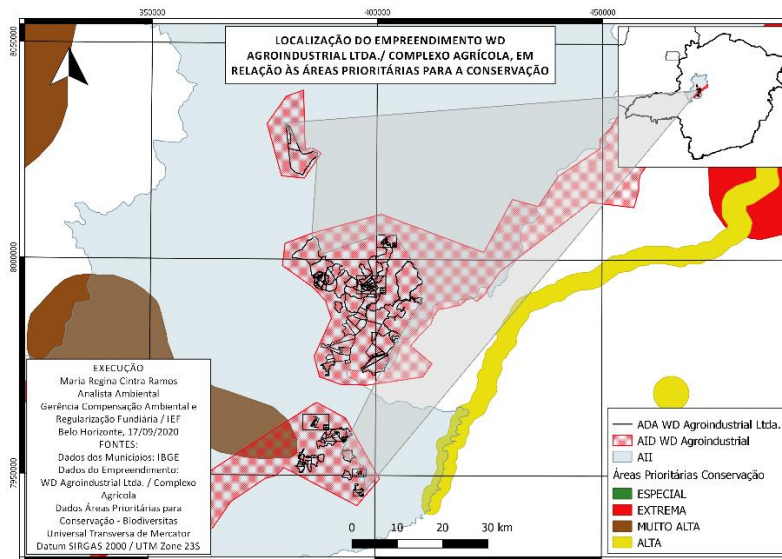 350000
400000
450000
8050000
8000000
7950000
LOCALIZAÇÃO DO EMPREENDIMENTO WD
AGROINDUSTRIAL LTDA./ COMPLEXO AGRÍCOLA, EM
RELAÇÃO ÀS ÁREAS PRIORITÁRIAS PARA A CONSERVAÇÃO
EXECUÇÃO
Maria Regina Cintra Ramos
Analista Ambiental
Gerência Compensação Ambiental e
Regularização Fundiária / IEF
Belo Horizonte, 17/09/2020
FONTES:
Dados dos Municipios: IBGE
Dados do Empreendimento:
WD Agroindustrial Ltda. / Complexo
Agrícola
Dados Áreas Prioritárias para
Conservação - Biodiversitas
Universal Transversa de Mercator
Datum SIRGAS 2000 / UTM Zone 23S
0 10 20 30 km
ADA WD Agroindustrial Ltda.
AID WD Agroindustrial
AII
Áreas Prioritárias Conservação
ESPECIAL
EXTREMA
MUITO ALTA
ALTA